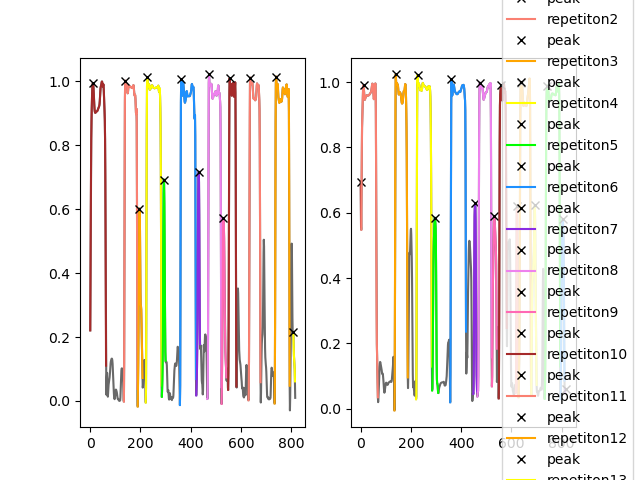 peak
repetiton2
peak
repetiton3
peak
repetiton4
peak
repetiton5
peak
repetiton6
peak
repetiton7
peak
repetiton8
peak
repetiton9
peak
repetiton10
peak
repetiton11
peak
repetiton12
peak
repetiton13
1.0
0.8
0.6
0.4
0.2
0.0
0 200 400 600 800
1.0
0.8
0.6
0.4
0.2
0.0
0 200 400 600 800